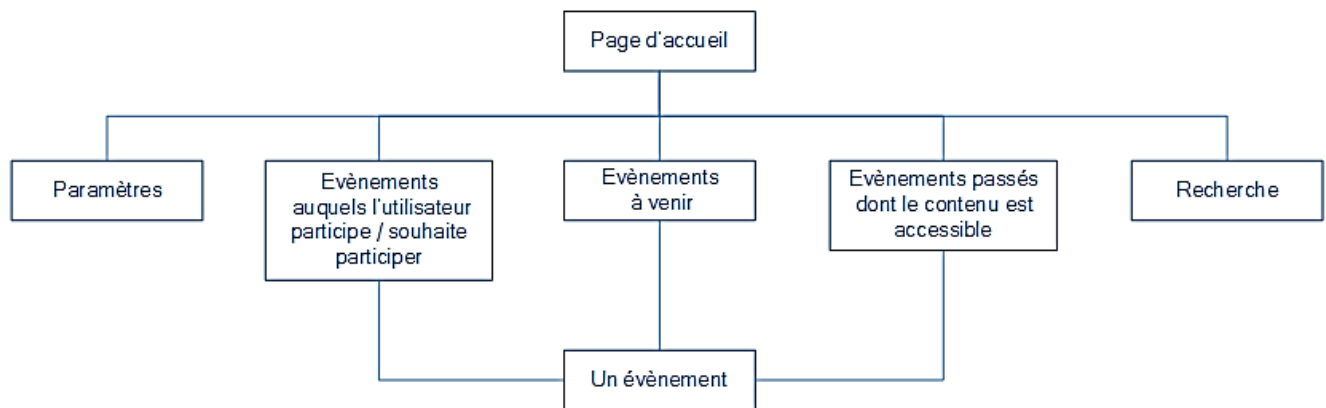 Page d'accueil
Paramètres
Evènements
auquels l'utilisateur
participe / souhaite
participer
Evènements
à venir
Evènements passés
dont le contenu est
accessible
Recherche
Un évènement